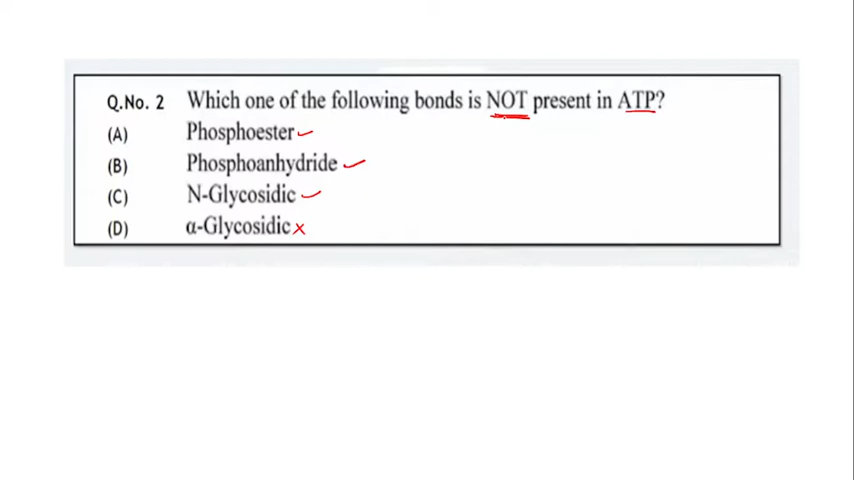 Q.No. 2 Which one of the following bonds is NOT present in ATP?
(A) Phosphoester ✓
(B) Phosphoanhydride ✓
(C) N-Glycosidic ✓
(D) α-Glycosidic x